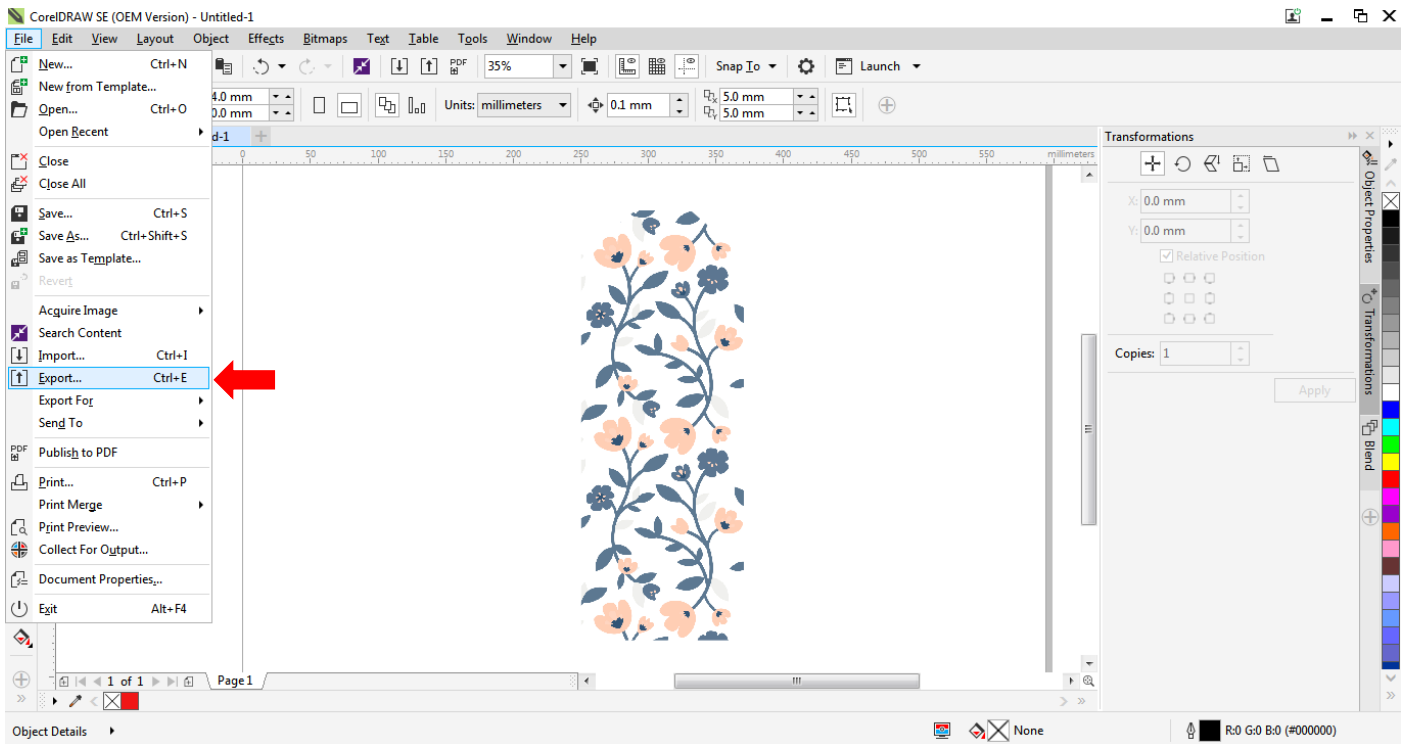 CorelDRAW SE (OEM Version) - Untitled-1
File Edit View Layout Object Effects Bitmaps Text Table Tools Window Help
New... Ctrl+N
New from Template...
Open... Ctrl+O
Open Recent
Close
Close All
Save... Ctrl+S
Save As... Ctrl+Shift+S
Save as Template...
Revert
Acquire Image
Search Content
Import... Ctrl+I
Export... Ctrl+E
Export For
Send To
PDF Publish to PDF
Print... Ctrl+P
Print Merge
Print Preview...
Collect For Output...
Document Properties...
Exit Alt+F4
PDF 35% Snap To Launch
4.0 mm
0.0 mm
Units: millimeters 0.1 mm
5.0 mm
5.0 mm
d-1
0 50 100 150 200 250 300 350 400 450 500 550 millimeters
Transformations
X: 0.0 mm
Y: 0.0 mm
Relative Position
Copies: 1
Apply
Object Properties
Transformations
Blend
1 of 1 Page 1
Object Details
None
R:0 G:0 B:0 (#000000)